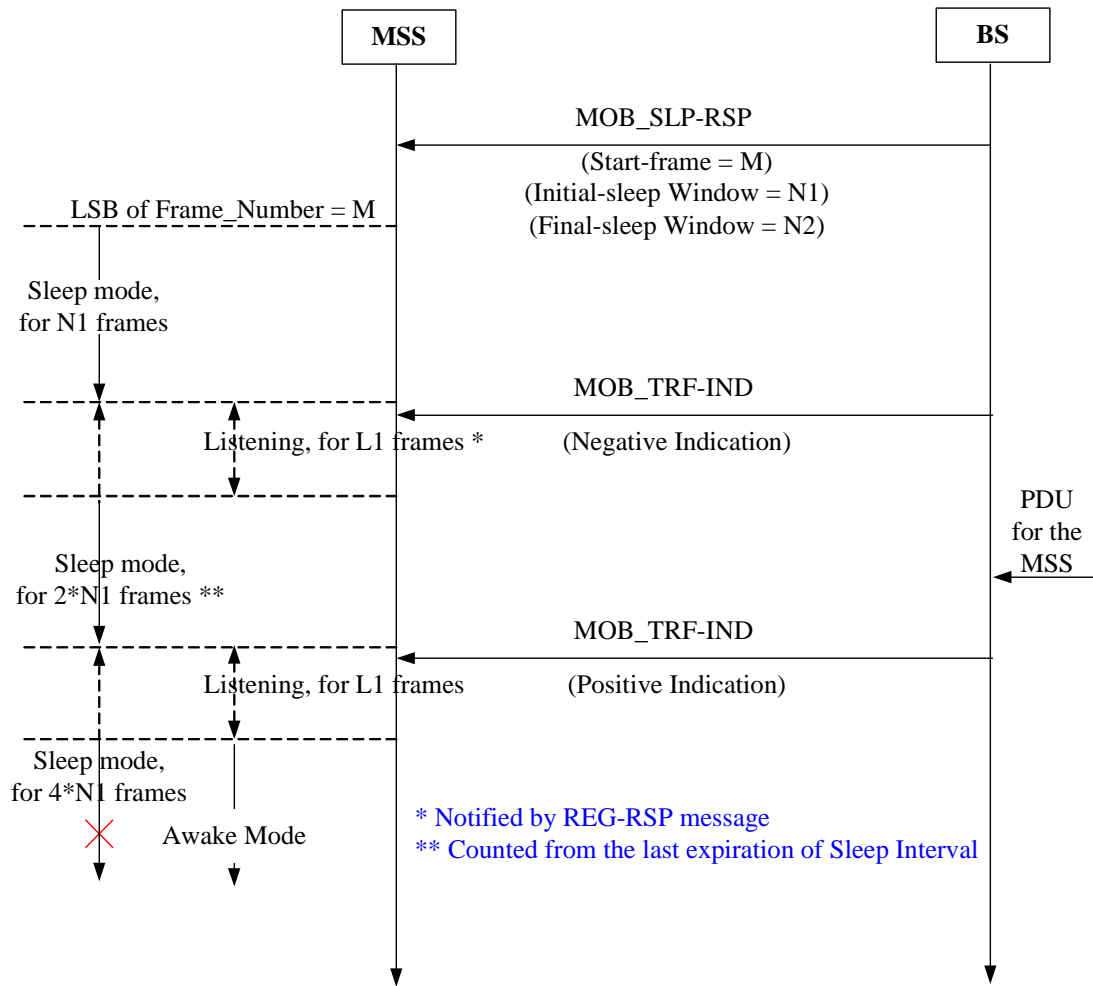 MSS
BS
MOB_SLP-RSP
(Start-frame = M)
(Initial-sleep Window = N1)
LSB of Frame_Number = M
(Final-sleep Window = N2)
Sleep mode,
for N1 frames
MOB_TRF-IND
Listening, for L1 frames *
(Negative Indication)
PDU
for the
MSS
Sleep mode,
for 2*N1 frames **
MOB_TRF-IND
Listening, for L1 frames
(Positive Indication)
Sleep mode,
for 4*N1 frames
Awake Mode
* Notified by REG-RSP message
** Counted from the last expiration of Sleep Interval